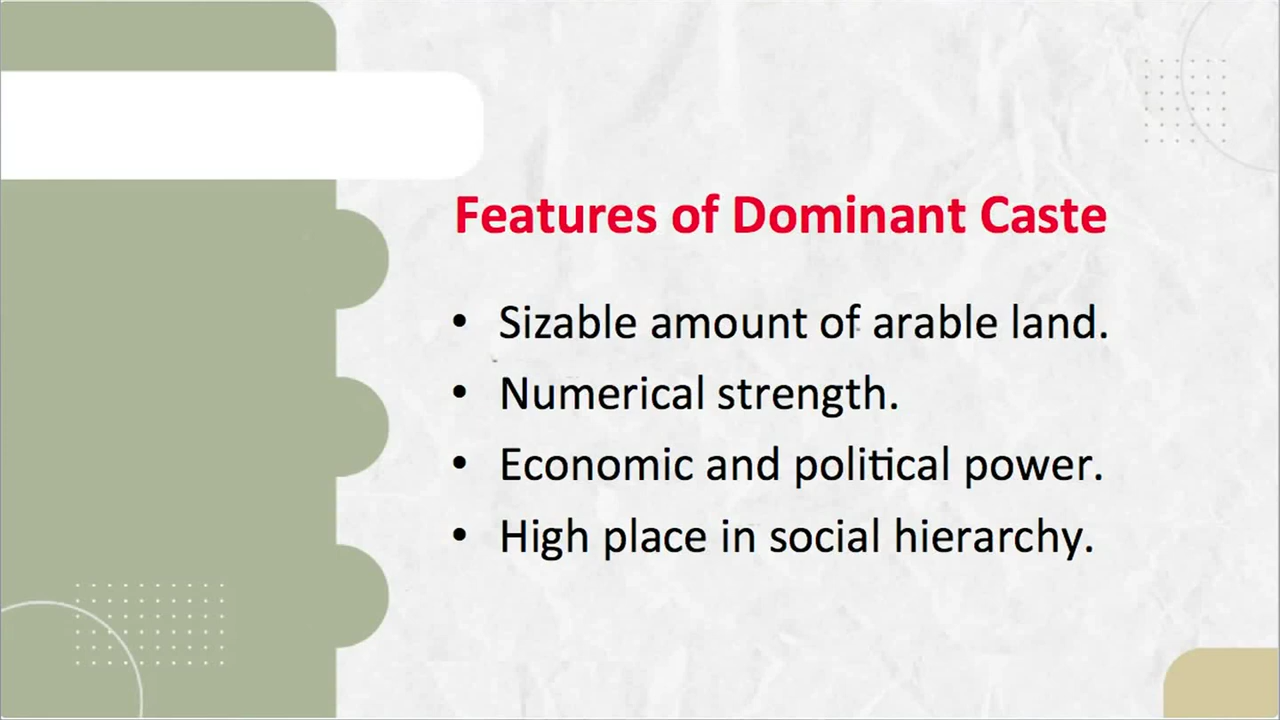 Features of Dominant Caste
• Sizable amount of arable land.
• Numerical strength.
• Economic and political power.
• High place in social hierarchy.